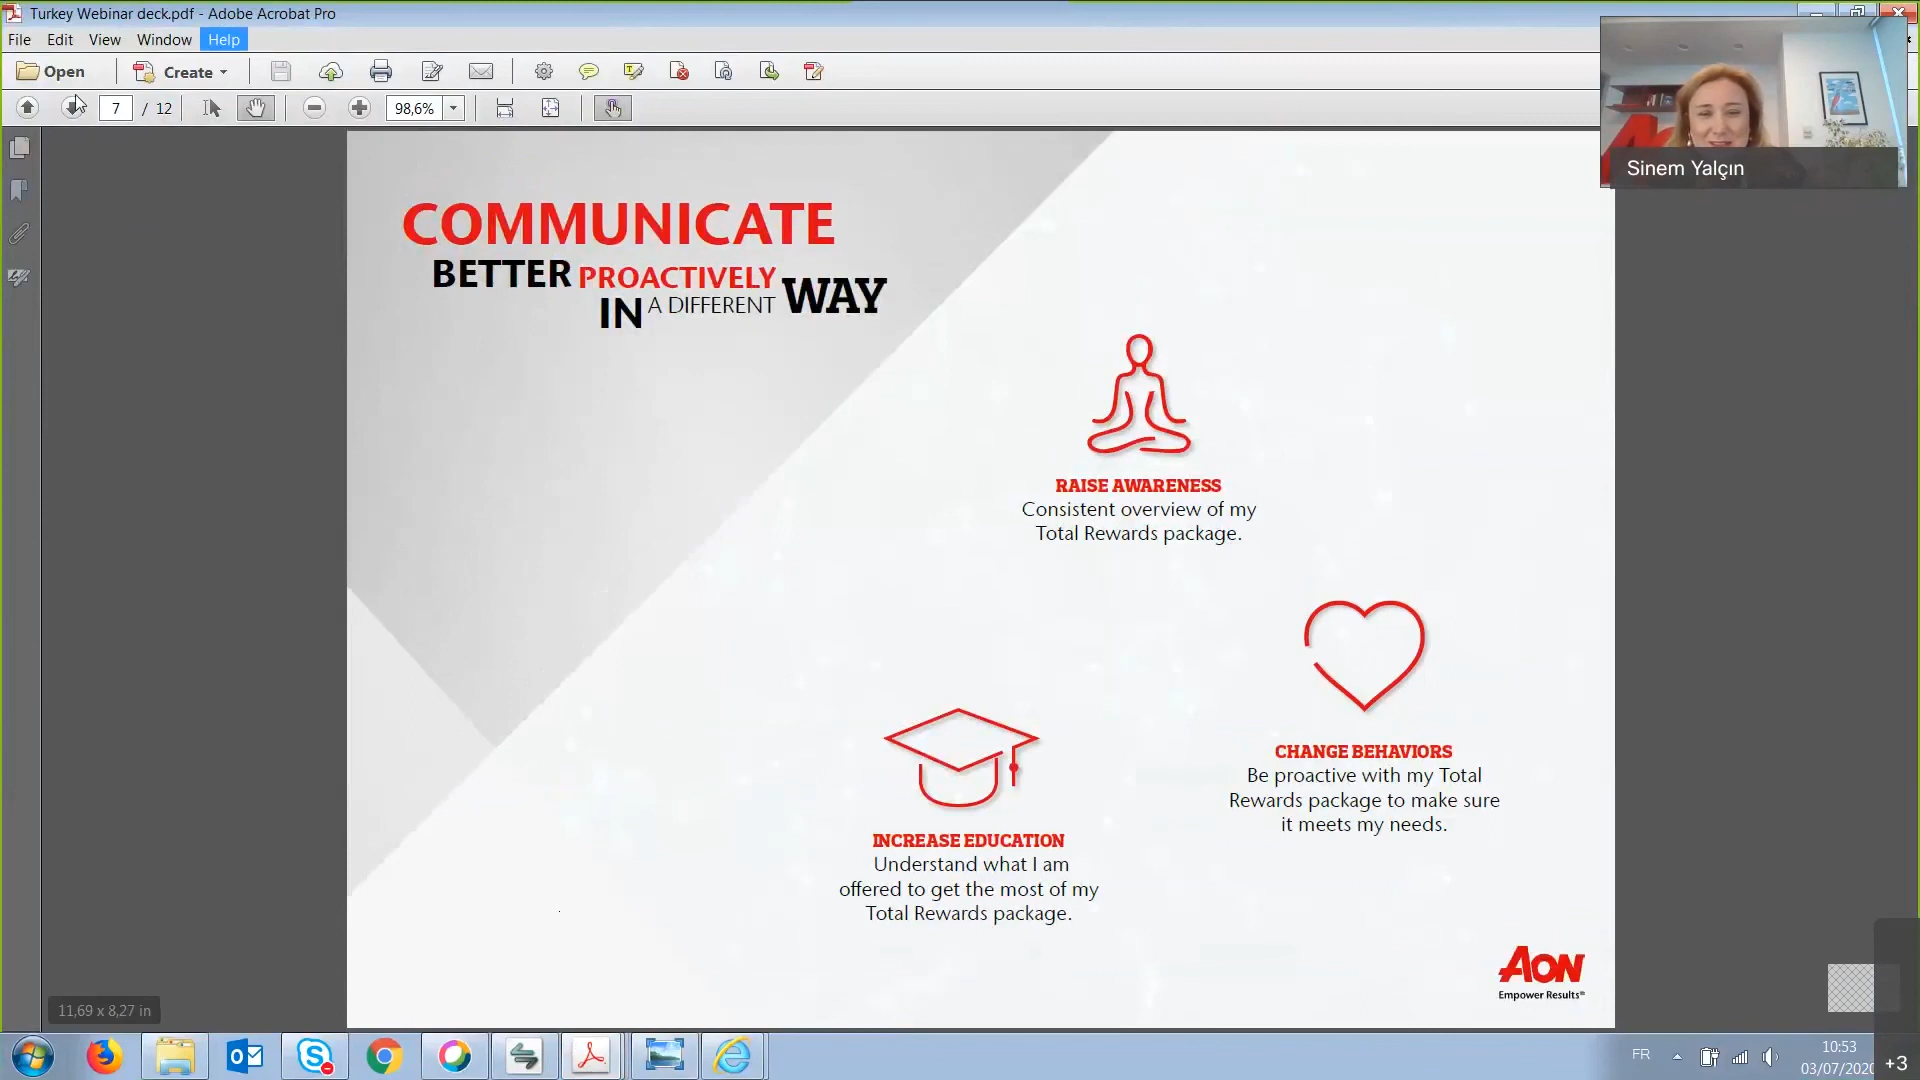 Turkey Webinar deck.pdf - Adobe Acrobat Pro
File Edit View Window Help
Open Create
7 / 12 98,6%
Sinem Yalçın
COMMUNICATE
BETTER PROACTIVELY
IN A DIFFERENT WAY
RAISE AWARENESS
Consistent overview of my
Total Rewards package.
CHANGE BEHAVIORS
Be proactive with my Total
Rewards package to make sure
it meets my needs.
INCREASE EDUCATION
Understand what I am
offered to get the most of my
Total Rewards package.
AON
Empower Results®
11,69 x 8,27 in
FR
10:53
03/07/2020
+3